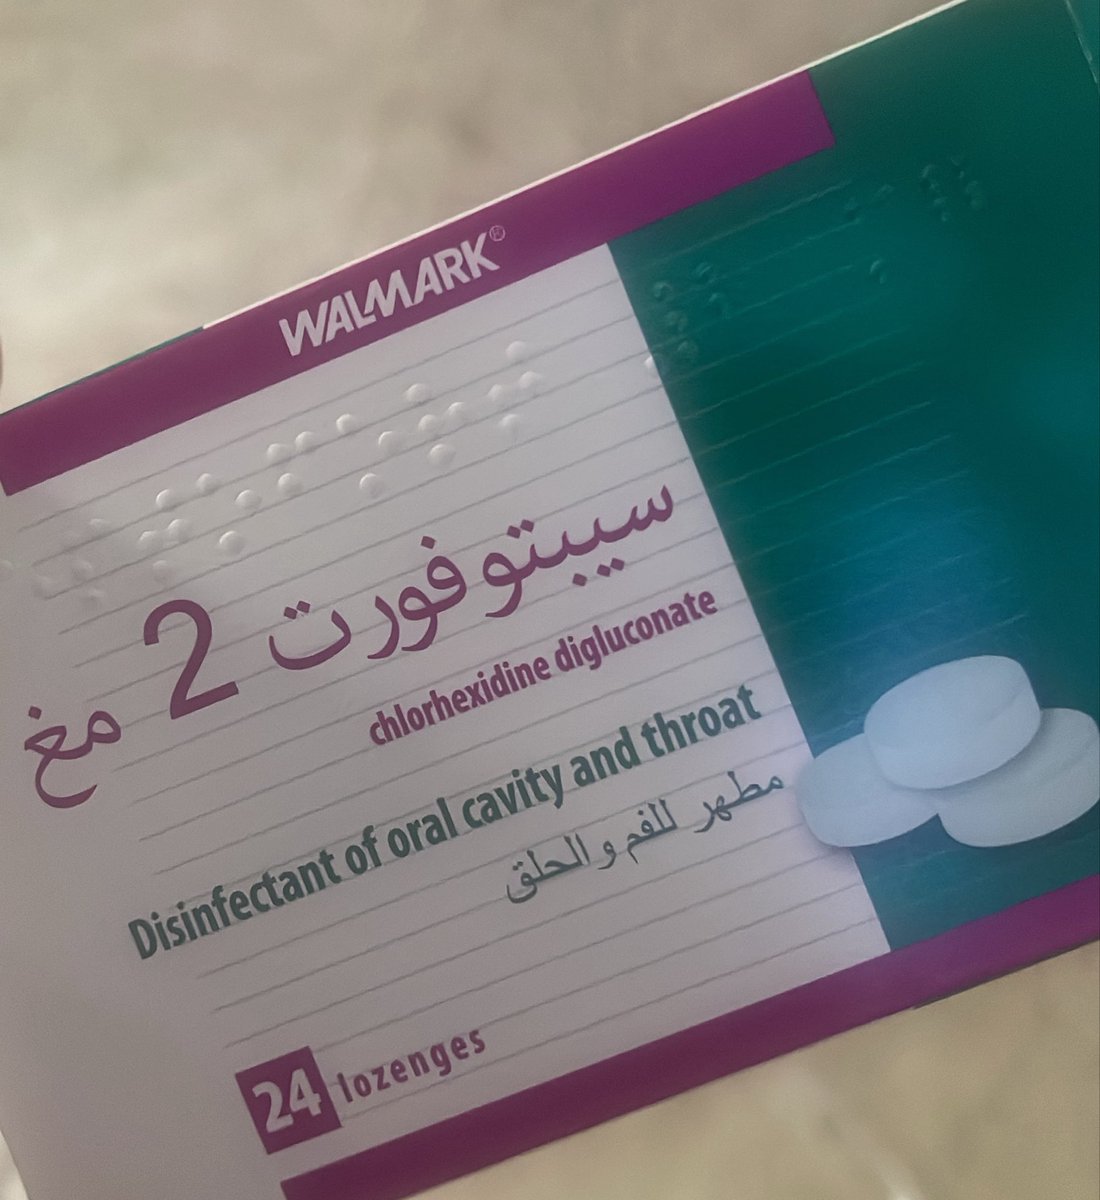 WALMARK®
سيبتوفورت 2 مغ
chlorhexidine digluconate
Disinfectant of oral cavity and throat
مطهر للفم والحلق
24 lozenges